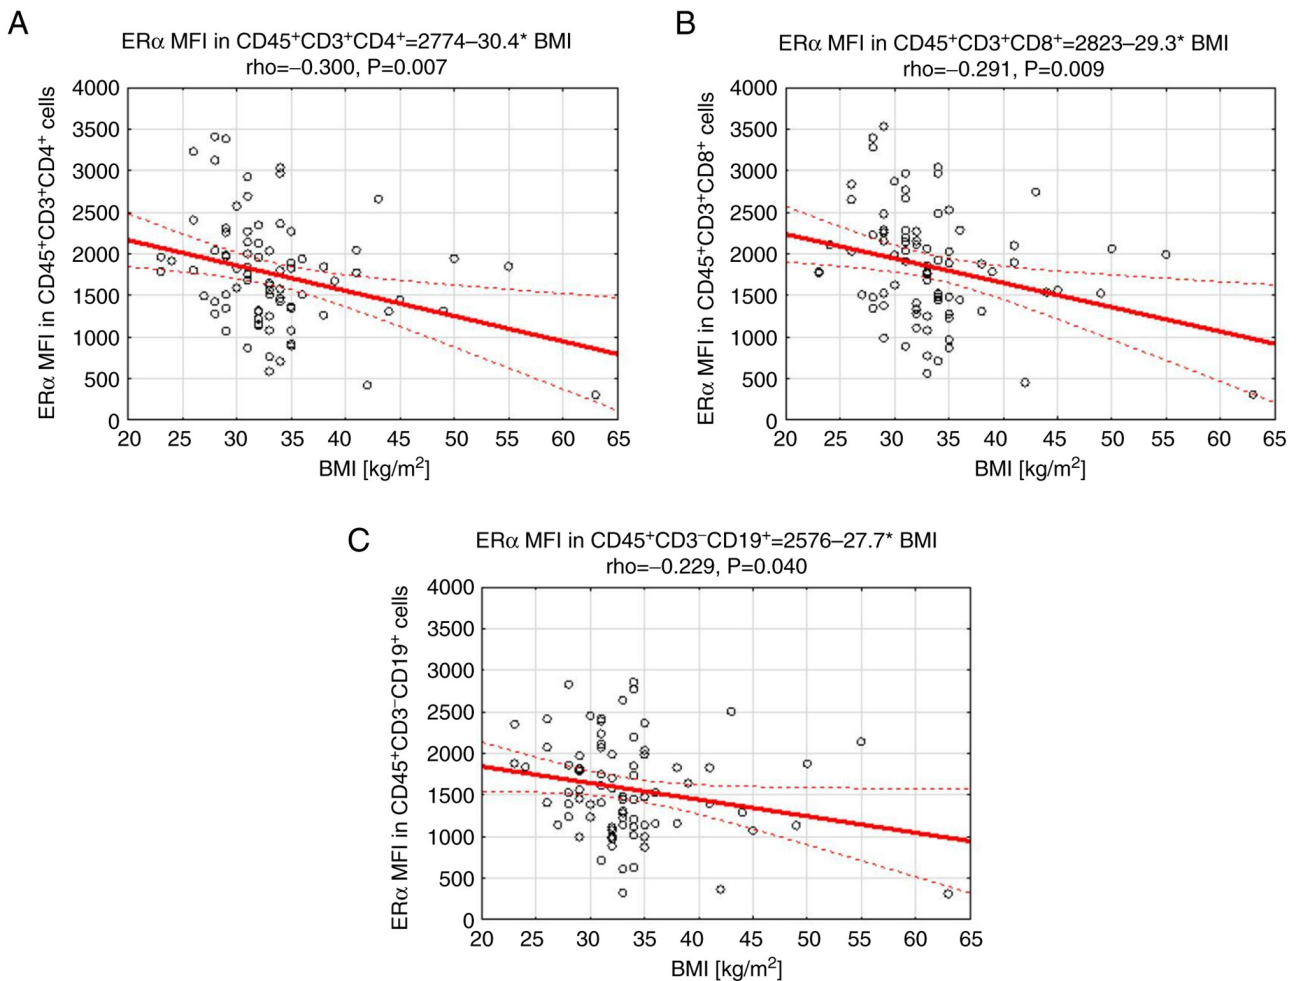 A
ERα MFI in CD45⁺CD3⁺CD4⁺=2774–30.4* BMI
rho=–0.300, P=0.007
ERα MFI in CD45⁺CD3⁺CD4⁺ cells
4000
3500
3000
2500
2000
1500
1000
500
0
20 25 30 35 40 45 50 55 60 65
BMI [kg/m²]
B
ERα MFI in CD45⁺CD3⁺CD8⁺=2823–29.3* BMI
rho=–0.291, P=0.009
ERα MFI in CD45⁺CD3⁺CD8⁺ cells
4000
3500
3000
2500
2000
1500
1000
500
0
20 25 30 35 40 45 50 55 60 65
BMI [kg/m²]
C
ERα MFI in CD45⁺CD3⁻CD19⁺=2576–27.7* BMI
rho=–0.229, P=0.040
ERα MFI in CD45⁺CD3⁻CD19⁺ cells
4000
3500
3000
2500
2000
1500
1000
500
0
20 25 30 35 40 45 50 55 60 65
BMI [kg/m²]